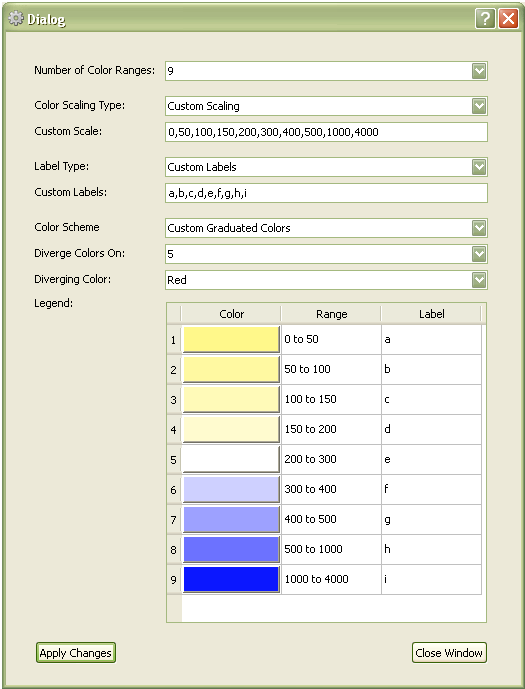 Dialog
Number of Color Ranges: 9
Color Scaling Type: Custom Scaling
Custom Scale: 0,50,100,150,200,300,400,500,1000,4000
Label Type: Custom Labels
Custom Labels: a,b,c,d,e,f,g,h,i
Color Scheme Custom Graduated Colors
Diverge Colors On: 5
Diverging Color: Red
Legend:
Color Range Label
1 0 to 50 a
2 50 to 100 b
3 100 to 150 c
4 150 to 200 d
5 200 to 300 e
6 300 to 400 f
7 400 to 500 g
8 500 to 1000 h
9 1000 to 4000 i
Apply Changes Close Window